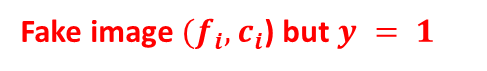 Fake image (f_i, c_i) but y = 1